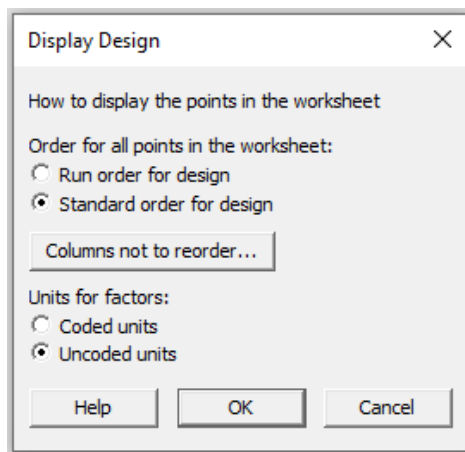 Display Design
How to display the points in the worksheet
Order for all points in the worksheet:
Run order for design
Standard order for design
Columns not to reorder...
Units for factors:
Coded units
Uncoded units
Help OK Cancel